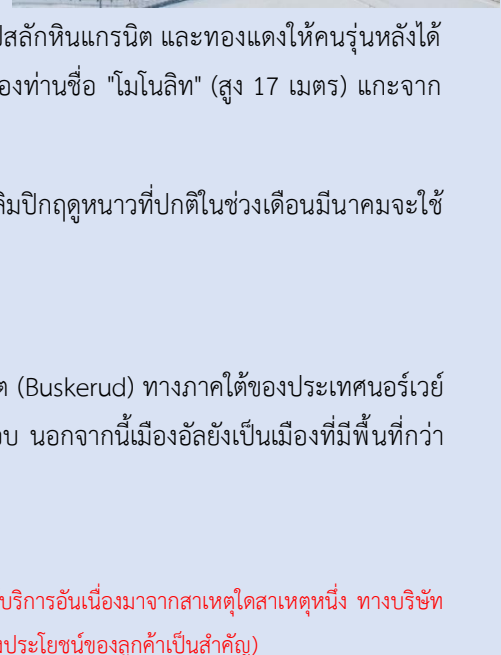 สลักหินแกรนิต และทองแดงให้คนรุ่นหลังได้
องท่านชื่อ "โมโนลิท" (สูง 17 เมตร) แกะจาก
ลิมปิกฤดูหนาวที่ปกติในช่วงเดือนมีนาคมจะใช้
(Buskerud) ทางภาคใต้ของประเทศนอร์เวย์
นอกจากนี้เมืองอัลยังเป็นเมืองที่มีพื้นที่กว่า
บริการอันเนื่องมาจากสาเหตุใดสาเหตุหนึ่ง ทางบริษัท
ประโยชน์ของลูกค้าเป็นสำคัญ)